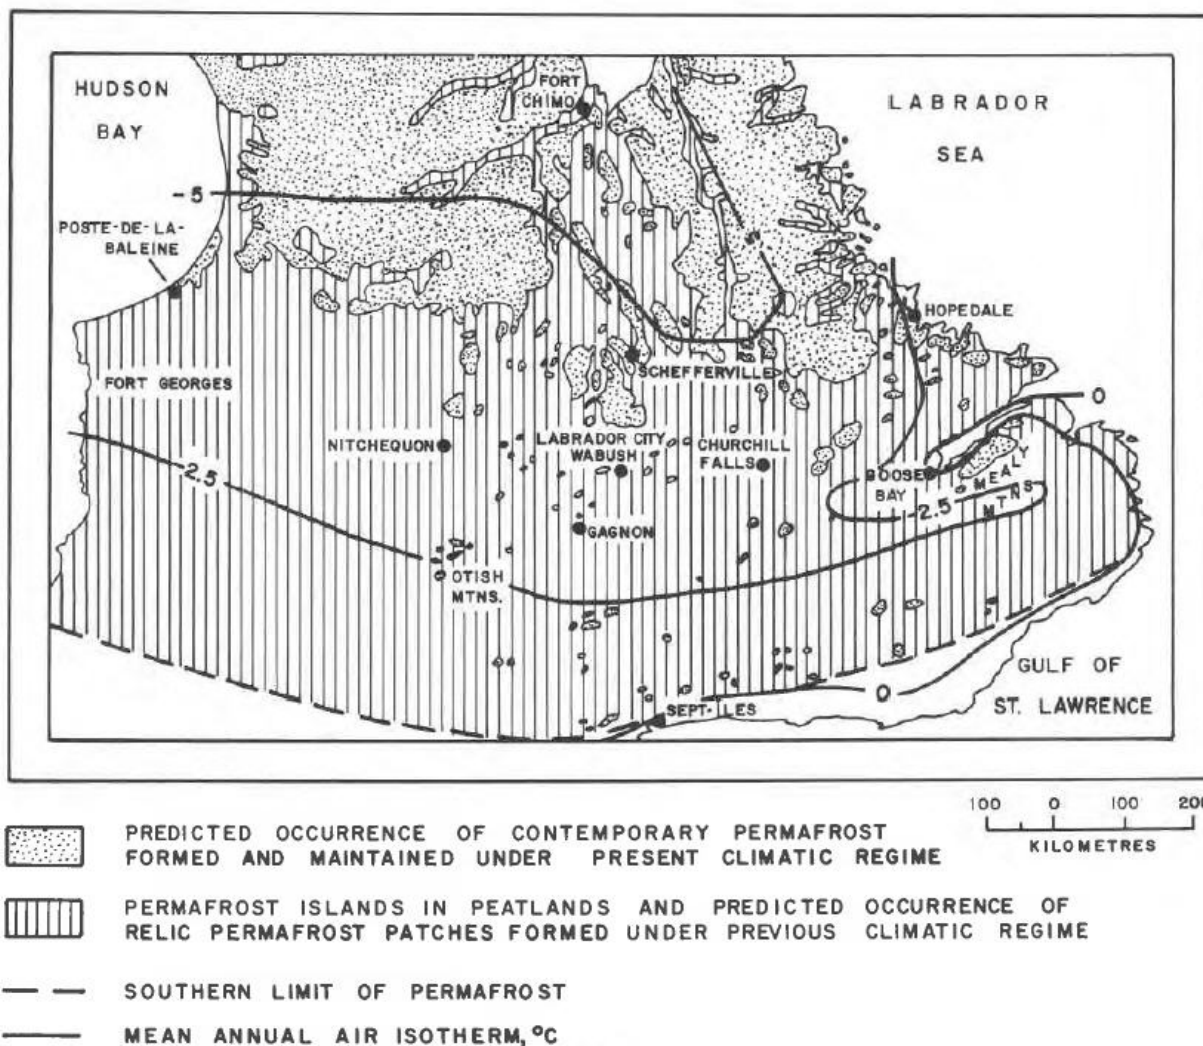 HUDSON
BAY
FORT
CHIMO
LABRADOR
SEA
-5
POSTE-DE-LA-
BALEINE
HOPEDALE
SCHEFFERVILLE
FORT GEORGES
0
NITCHEQUON
LABRADOR CITY
WABUSH
CHURCHILL
FALLS
GOOSE
BAY
MEALY
MTNS
-2.5
2.5
GAGNON
OTISH
MTNS.
GULF OF
ST. LAWRENCE
0
SEPT-ILES
PREDICTED OCCURRENCE OF CONTEMPORARY PERMAFROST
FORMED AND MAINTAINED UNDER PRESENT CLIMATIC REGIME
100 0 100 200
KILOMETRES
PERMAFROST ISLANDS IN PEATLANDS AND PREDICTED OCCURRENCE OF
RELIC PERMAFROST PATCHES FORMED UNDER PREVIOUS CLIMATIC REGIME
SOUTHERN LIMIT OF PERMAFROST
MEAN ANNUAL AIR ISOTHERM, °C